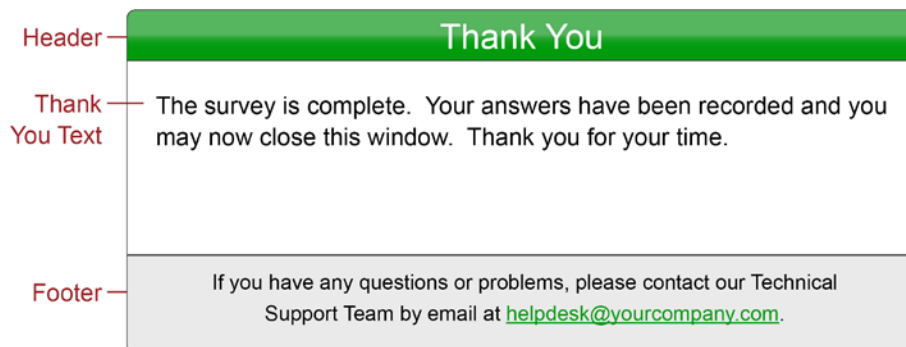 Header
Thank You
Thank
You Text
The survey is complete.  Your answers have been recorded and you
may now close this window.  Thank you for your time.
Footer
If you have any questions or problems, please contact our Technical
Support Team by email at helpdesk@yourcompany.com.